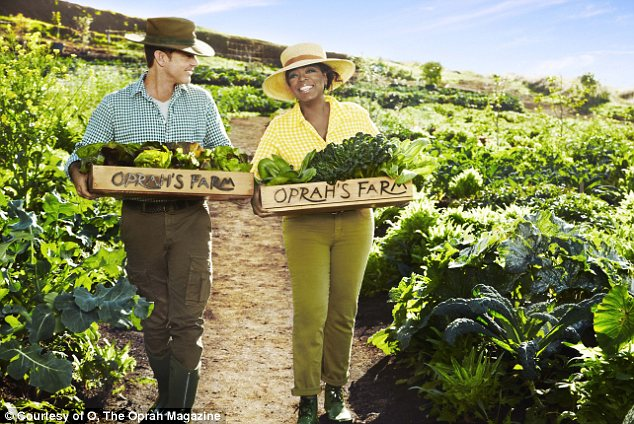 OPRAH'S FARM
OPRAH'S FARM
© Courtesy of O, The Oprah Magazine